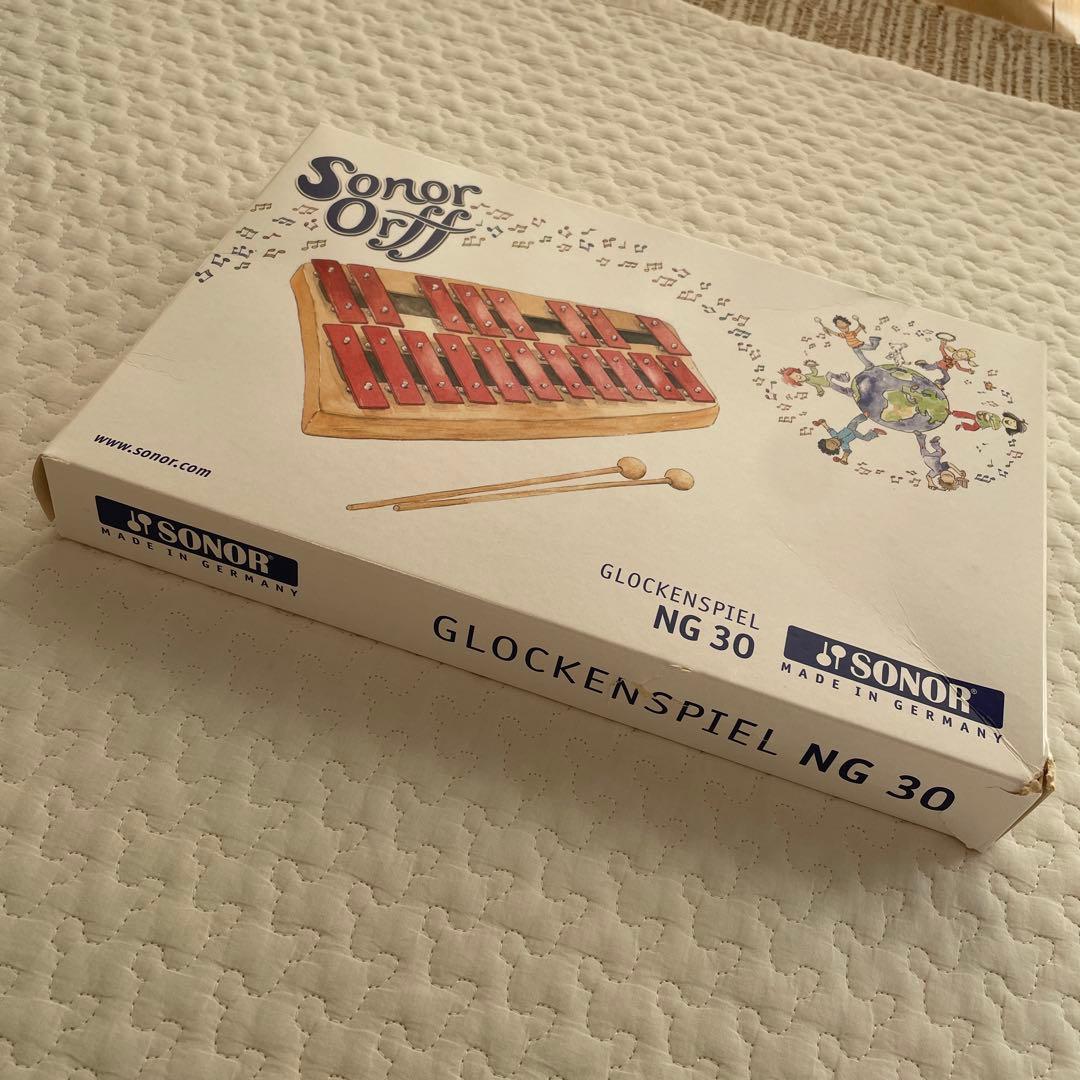 Sonor
Orff
www.sonor.com
GLOCKENSPIEL
NG 30
SONOR®
MADE IN GERMANY
SONOR®
MADE IN GERMANY
GLOCKENSPIEL NG 30